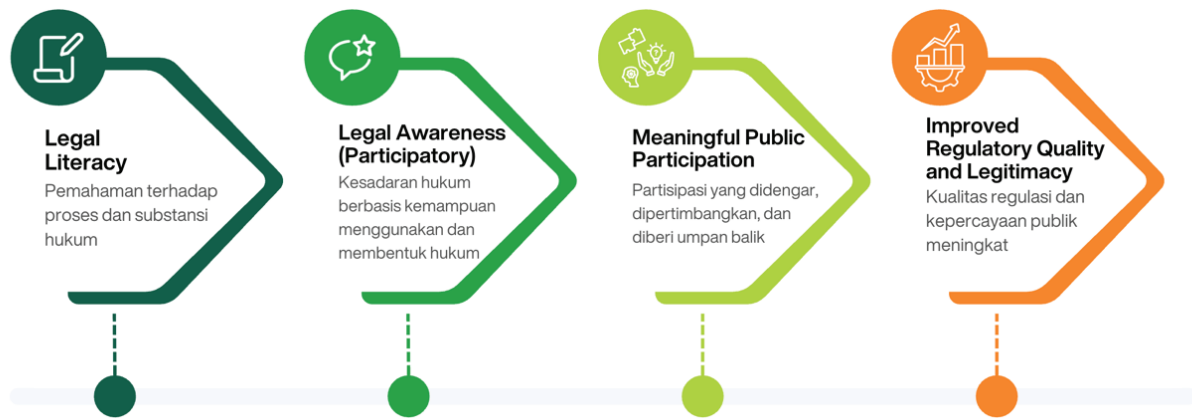 Legal
Literacy
Pemahaman terhadap
proses dan substansi
hukum
Legal Awareness
(Participatory)
Kesadaran hukum
berbasis kemampuan
menggunakan dan
membentuk hukum
Meaningful Public
Participation
Partisipasi yang didengar,
dipertimbangkan, dan
diberi umpan balik
Improved
Regulatory Quality
and Legitimacy
Kualitas regulasi dan
kepercayaan publik
meningkat